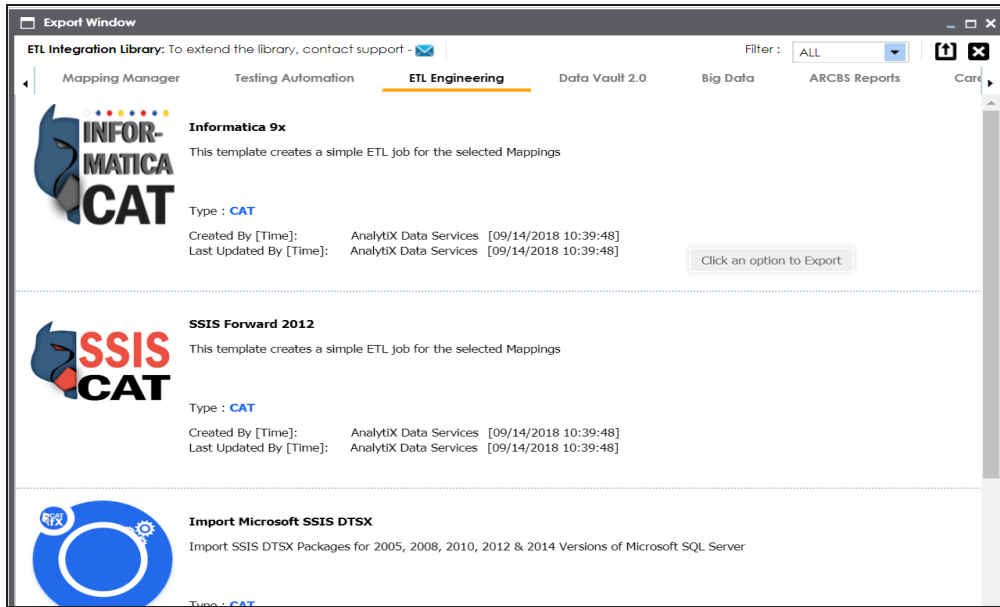 Export Window
ETL Integration Library: To extend the library, contact support -
Filter :
ALL
Mapping Manager
Testing Automation
ETL Engineering
Data Vault 2.0
Big Data
ARCBS Reports
Care
INFOR-
MATICA
CAT
Informatica 9x
This template creates a simple ETL job for the selected Mappings
Type : CAT
Created By [Time]: AnalytiX Data Services [09/14/2018 10:39:48]
Last Updated By [Time]: AnalytiX Data Services [09/14/2018 10:39:48]
Click an option to Export
SSIS
CAT
SSIS Forward 2012
This template creates a simple ETL job for the selected Mappings
Type : CAT
Created By [Time]: AnalytiX Data Services [09/14/2018 10:39:48]
Last Updated By [Time]: AnalytiX Data Services [09/14/2018 10:39:48]
CAT
fX
Import Microsoft SSIS DTSX
Import SSIS DTSX Packages for 2005, 2008, 2010, 2012 & 2014 Versions of Microsoft SQL Server
Type : CAT